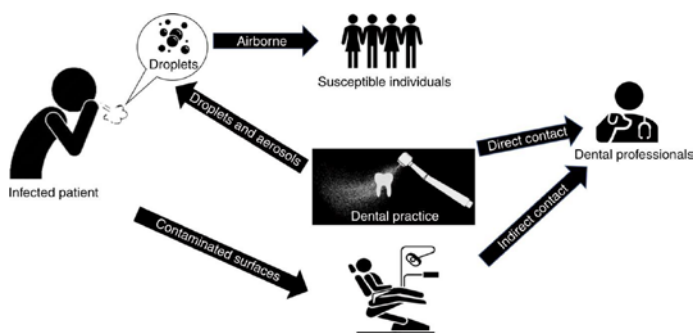 Droplets
Airborne
Susceptible individuals
Infected patient
Droplets and aerosols
Dental practice
Direct contact
Dental professionals
Contaminated surfaces
Indirect contact